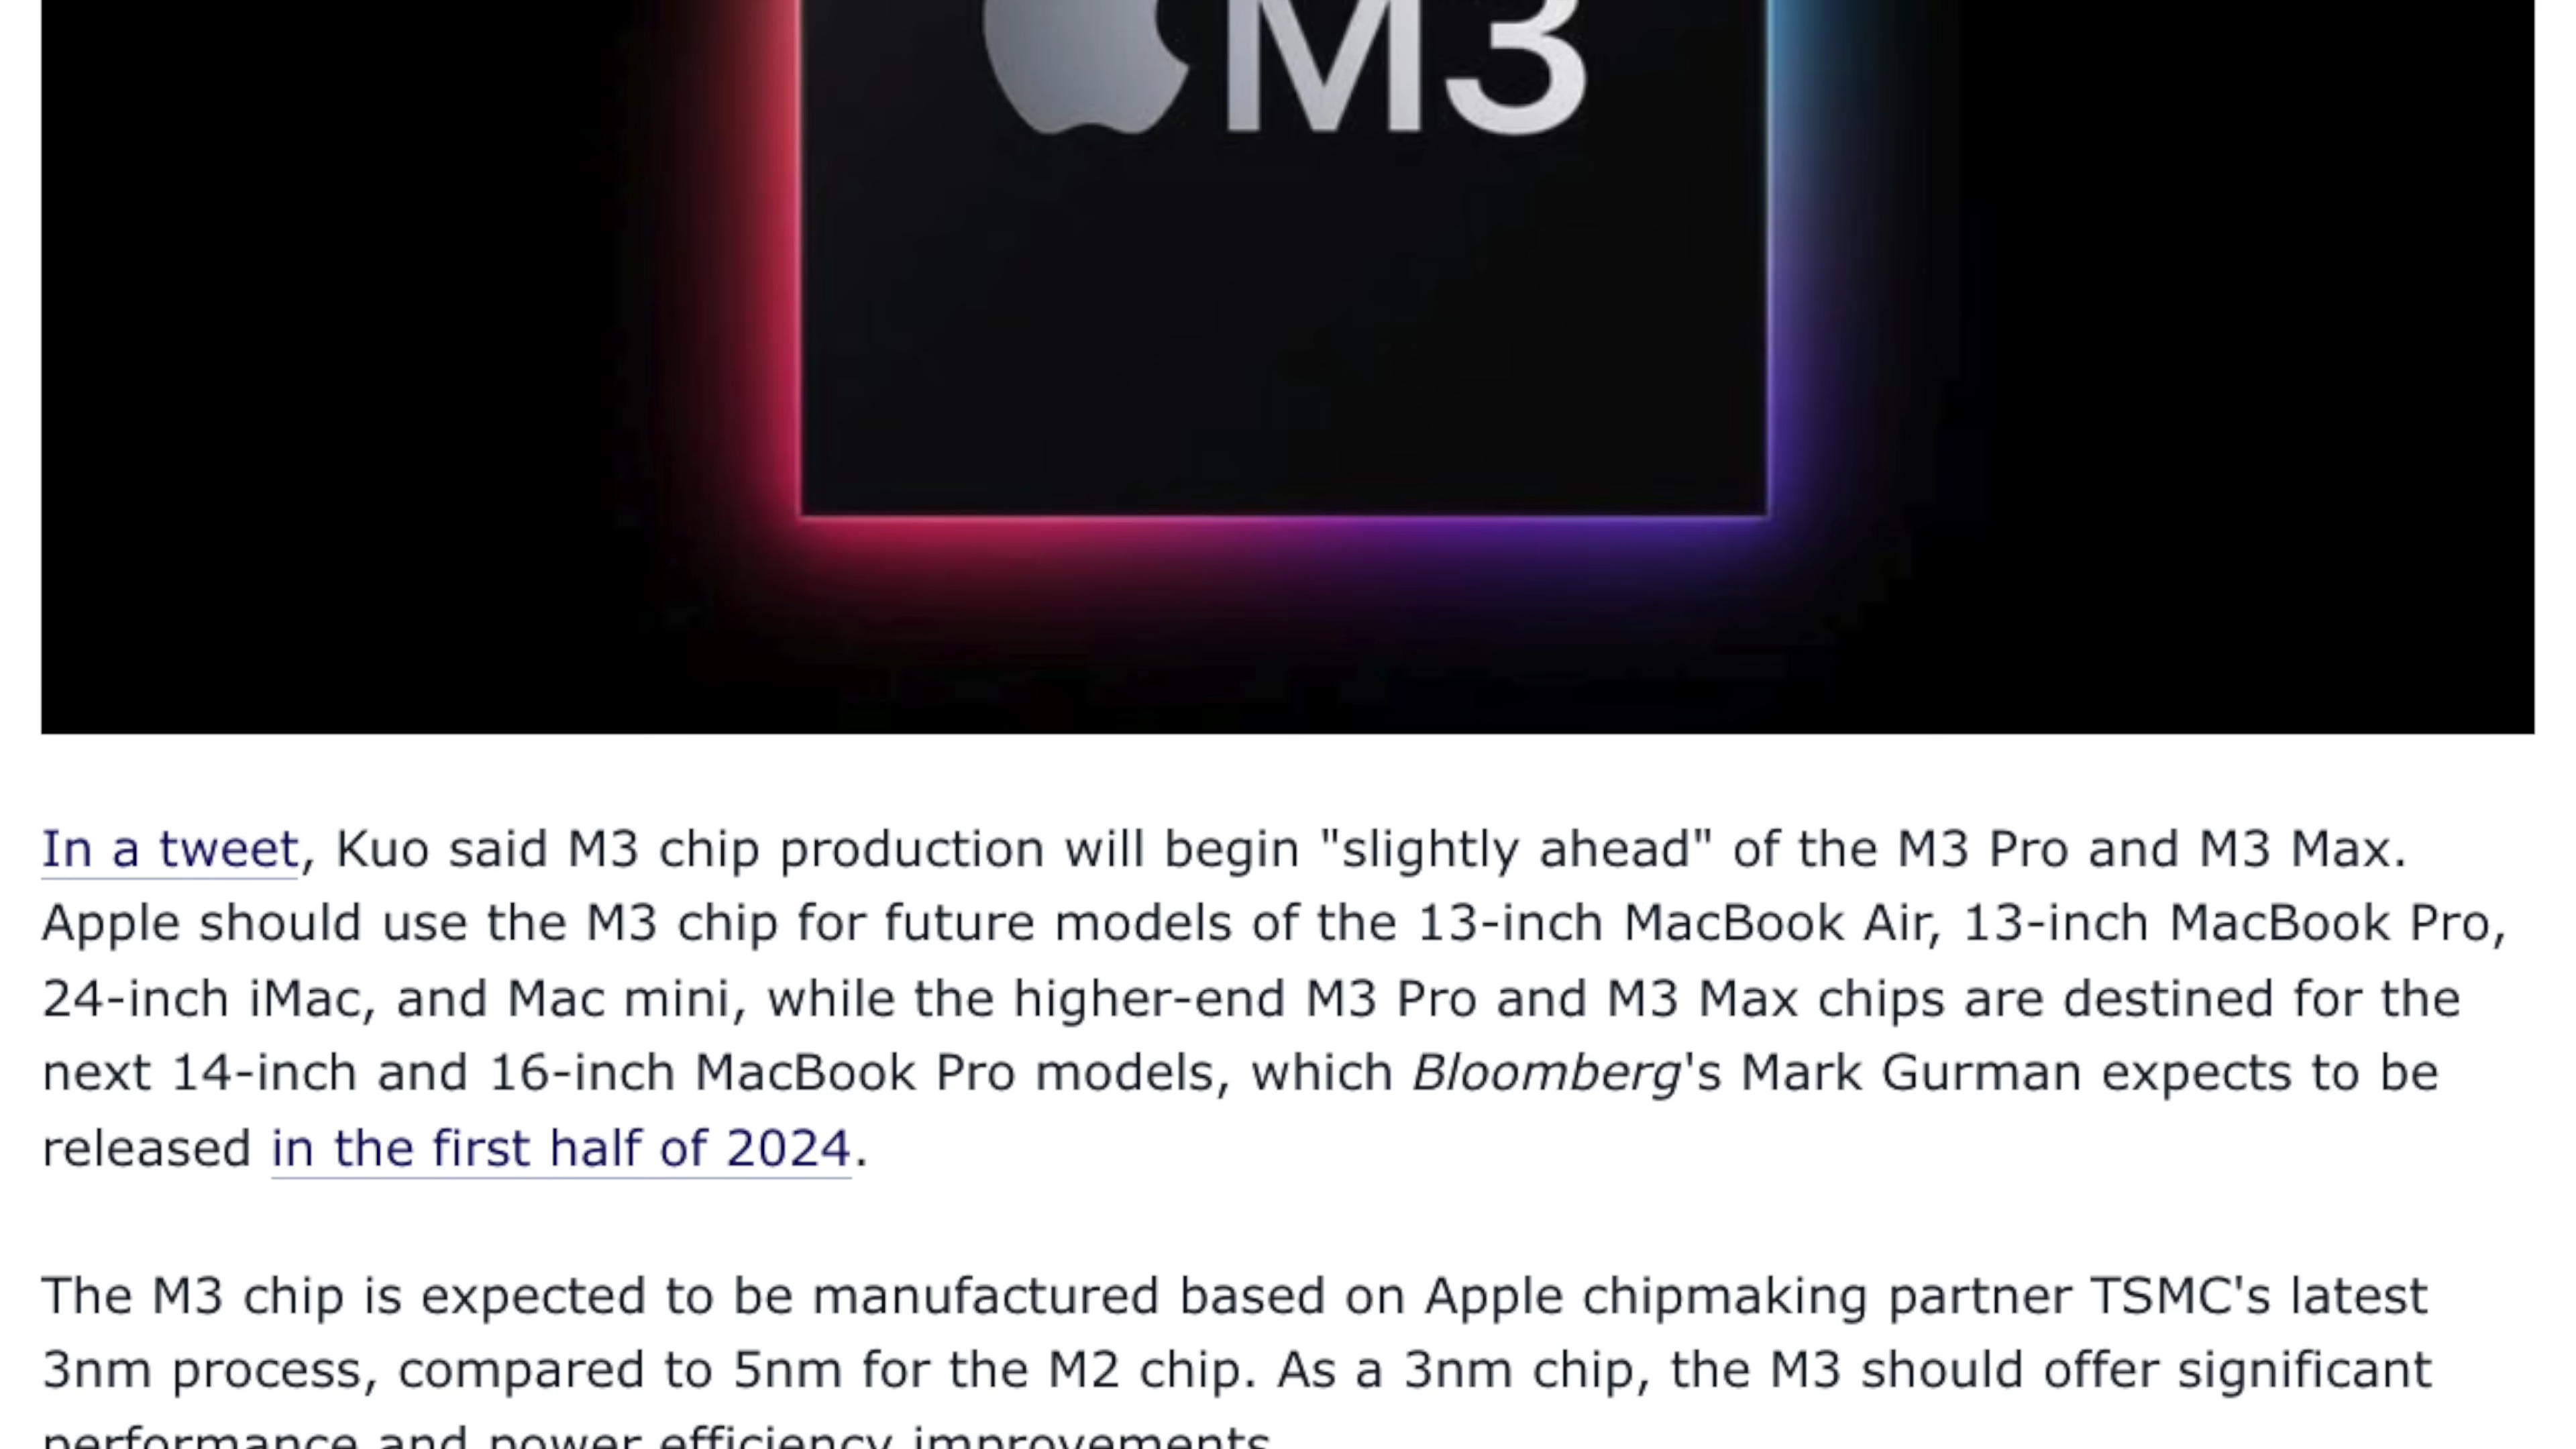 M3
In a tweet, Kuo said M3 chip production will begin "slightly ahead" of the M3 Pro and M3 Max.
Apple should use the M3 chip for future models of the 13-inch MacBook Air, 13-inch MacBook Pro,
24-inch iMac, and Mac mini, while the higher-end M3 Pro and M3 Max chips are destined for the
next 14-inch and 16-inch MacBook Pro models, which Bloomberg's Mark Gurman expects to be
released in the first half of 2024.
The M3 chip is expected to be manufactured based on Apple chipmaking partner TSMC's latest
3nm process, compared to 5nm for the M2 chip. As a 3nm chip, the M3 should offer significant
performance and power efficiency improvements.